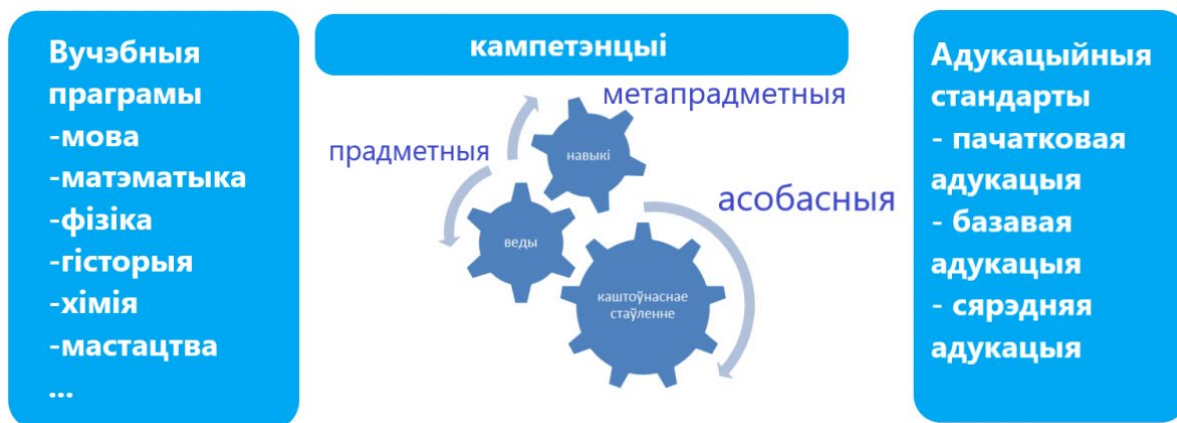 Вучэбныя
праграмы
-мова
-матэматыка
-фізіка
-гісторыя
-хімія
-мастацтва
...
кампетэнцыі
метапрадметныя
прадметныя
навыкі
асобасныя
веды
каштоўнаснае
стаўленне
Адукацыйныя
стандарты
- пачатковая
адукацыя
- базавая
адукацыя
- сярэдняя
адукацыя